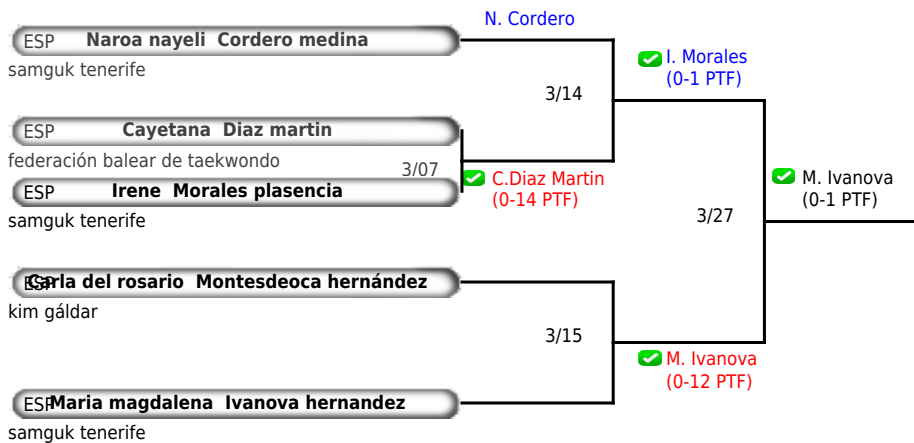 N. Cordero
ESP Naroa nayeli Cordero medina
samguk tenerife
I. Morales
(0-1 PTF)
3/14
ESP Cayetana Diaz martin
federación balear de taekwondo
3/07
C.Diaz Martin
(0-14 PTF)
ESP Irene Morales plasencia
samguk tenerife
M. Ivanova
(0-1 PTF)
3/27
ESP Carla del rosario Montesdeoca hernández
kim gáldar
3/15
M. Ivanova
(0-12 PTF)
ESP Maria magdalena Ivanova hernandez
samguk tenerife